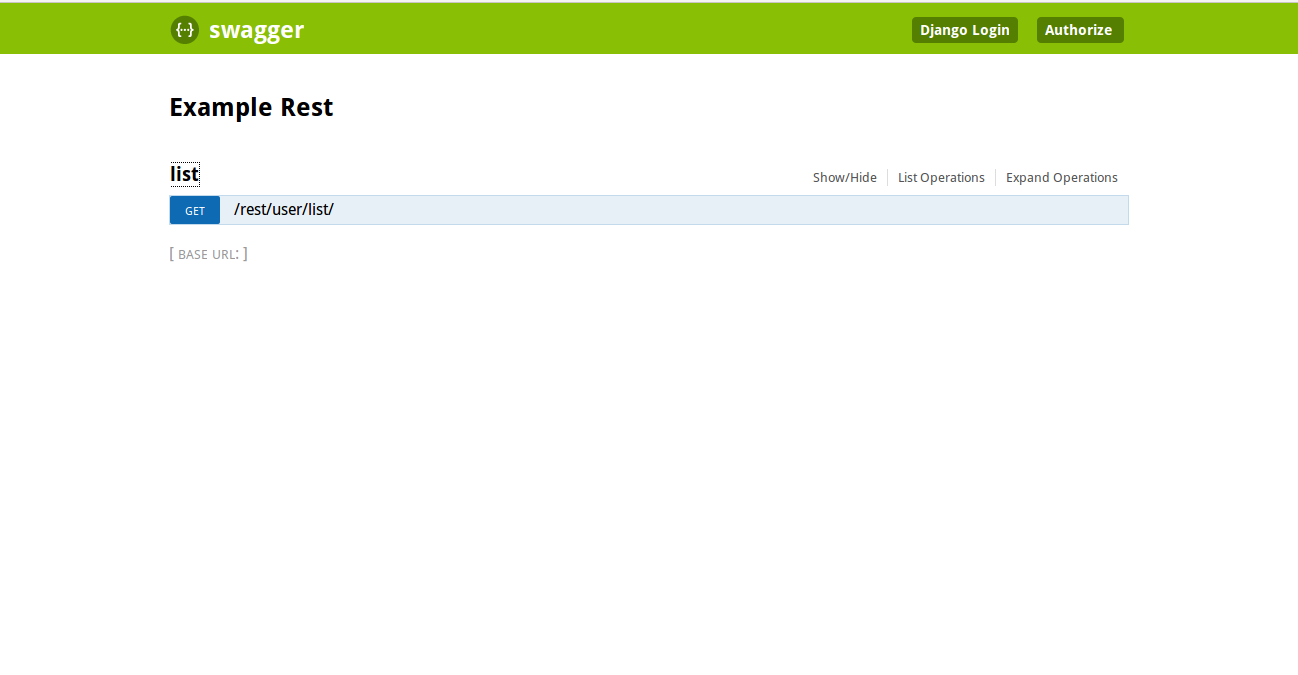 {··} swagger Django Login Authorize
Example Rest
list Show/Hide List Operations Expand Operations
GET /rest/user/list/
[ BASE URL: ]